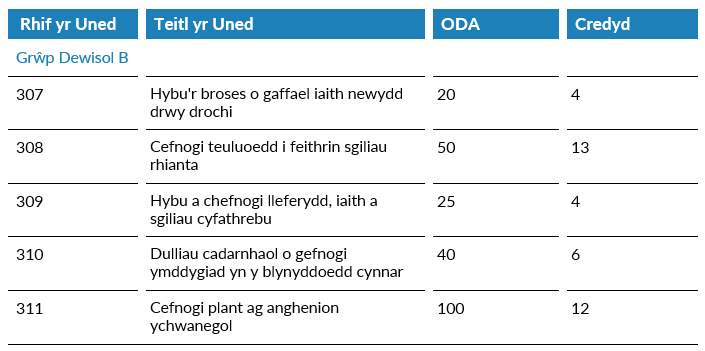 Rhif yr Uned Teitl yr Uned ODA Credyd
Grŵp Dewisol B
307 Hybu'r broses o gaffael iaith newydd 20 4
drwy drochi
308 Cefnogi teuluoedd i feithrin sgiliau 50 13
rhianta
309 Hybu a chefnogi lleferydd, iaith a 25 4
sgiliau cyfathrebu
310 Dulliau cadarnhaol o gefnogi 40 6
ymddygiad yn y blynyddoedd cynnar
311 Cefnogi plant ag anghenion 100 12
ychwanegol